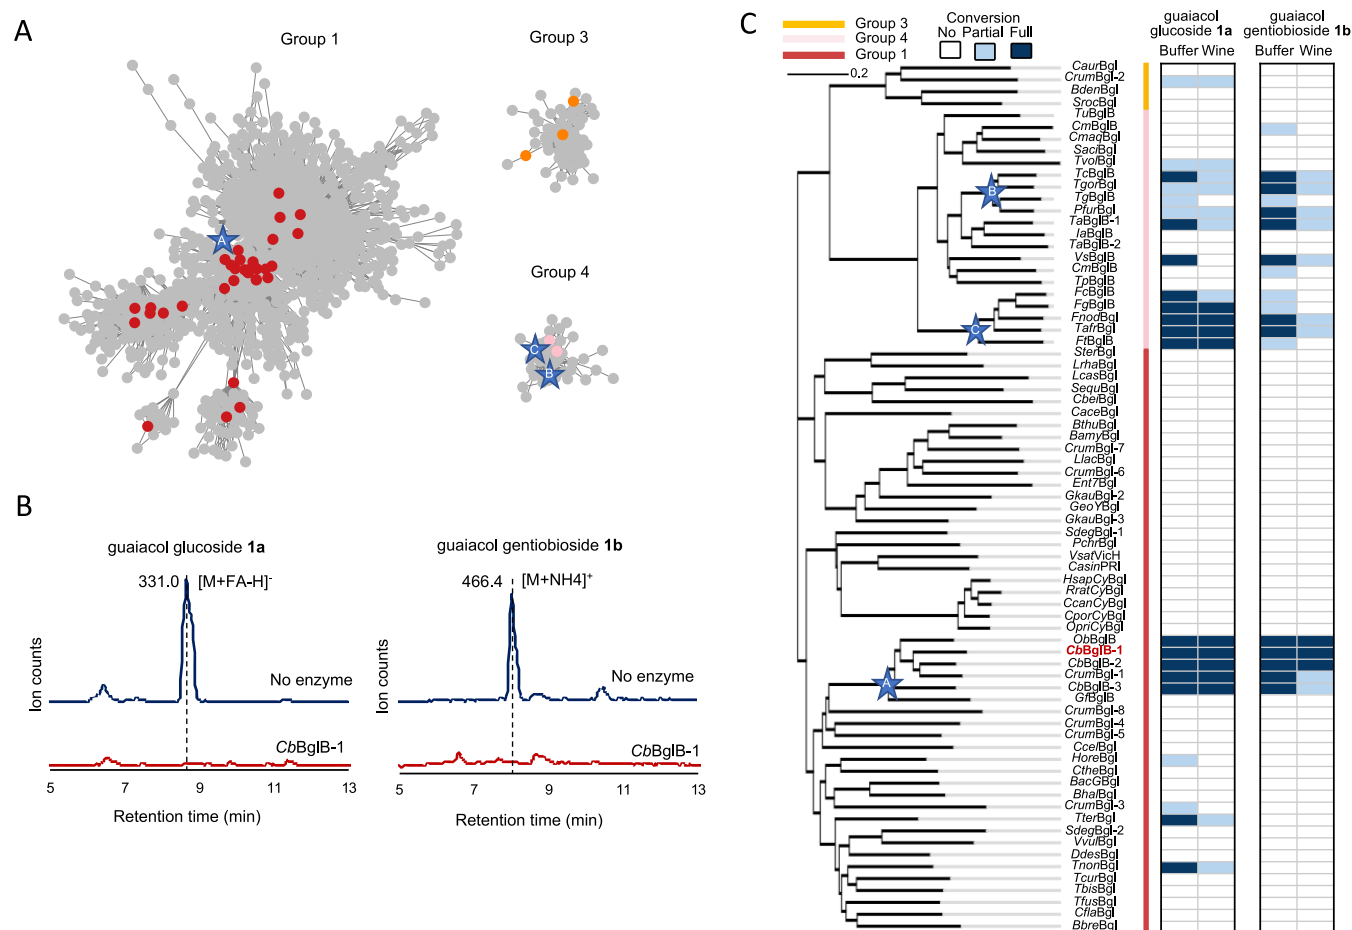 A
Group 1
Group 3
Group 4
A
C
B
B
guaiacol glucoside 1a
331.0
[M+FA-H]-
No enzyme
CbBglB-1
Ion counts
5
7
9
11
13
Retention time (min)
guaiacol gentiobioside 1b
466.4
[M+NH4]+
No enzyme
CbBglB-1
Ion counts
5
7
9
11
13
Retention time (min)
C
Group 3
Group 4
Group 1
Conversion
No Partial Full
0.2
guaiacol
glucoside 1a
Buffer Wine
guaiacol
gentiobioside 1b
Buffer Wine
CaurBgl
CrumBgl-2
BdenBgl
SrocBgl
TuBglB
CmBglB
CmaqBgl
SaciBgl
TvolBgl
TcBglB
TgorBgl
TgBglB
PfurBgl
TaBglB-1
IaBglB
TaBglB-2
VsBglB
CmBglB
TpBglB
FcBglB
FgBglB
FnodBgl
TafrBgl
FtBglB
SterBgl
LrhaBgl
LcasBgl
SequBgl
CbelBgl
CaceBgl
BthuBgl
BamyBgl
CrumBgl-7
LlacBgl
CrumBgl-6
Ent7Bgl
GkauBgl-2
GeoYBgl
GkauBgl-3
SdegBgl-1
PchrBgl
VsatVicH
CasinPRI
HsapCyBgl
RratCyBgl
CcanCyBgl
CporCyBgl
OpriCyBgl
ObBglB
CbBglB-1
CbBglB-2
CrumBgl-1
CbBglB-3
GfBglB
CrumBgl-8
CrumBgl-4
CrumBgl-5
CcelBgl
HoreBgl
CtheBgl
BacGBgl
BhalBgl
CrumBgl-3
TterBgl
SdegBgl-2
VvulBgl
DdesBgl
TnonBgl
TcurBgl
TbisBgl
TfusBgl
CflaBgl
BbreBgl
B
C
A